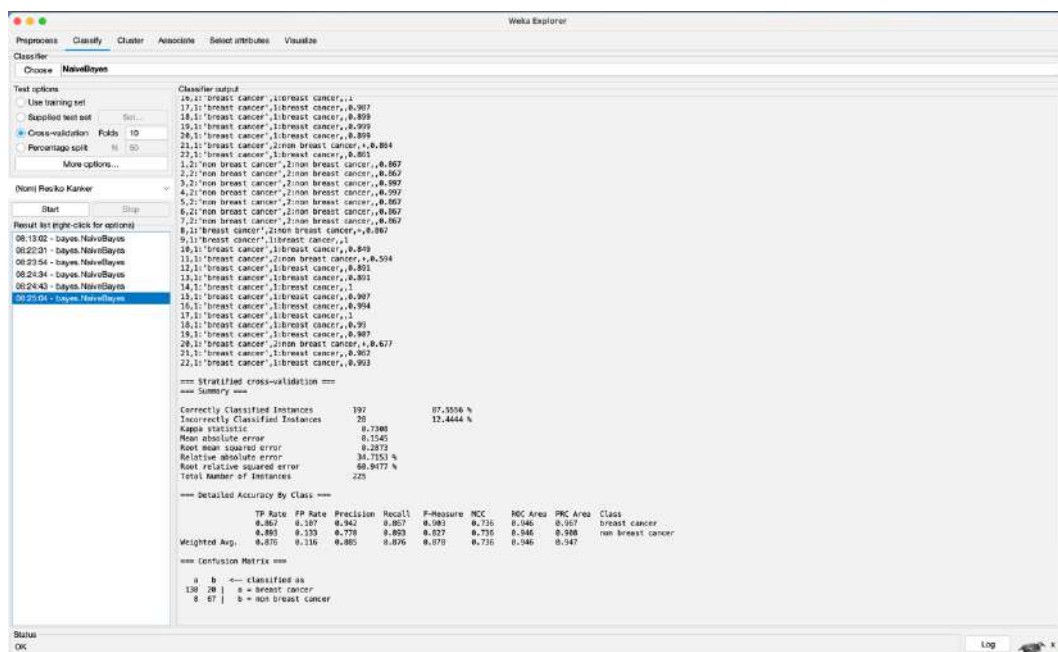 Weka Explorer
Preprocess Classify Cluster Associate Select attributes Visualize
Classifier
Choose NaiveBayes
Test options
Use training set
Supplied test set Set...
Cross-validation Folds 10
Percentage split % 50
More options...
(Nom) Resiko Kanker
Start Stop
Result list (right-click for options)
08:13:02 - bayes.NaiveBayes
08:22:31 - bayes.NaiveBayes
08:23:54 - bayes.NaiveBayes
08:24:34 - bayes.NaiveBayes
08:24:43 - bayes.NaiveBayes
08:25:04 - bayes.NaiveBayes
Classifier output
16,1:'breast cancer',1:breast cancer,,1
17,1:'breast cancer',1:breast cancer,,0.987
18,1:'breast cancer',1:breast cancer,,0.899
19,1:'breast cancer',1:breast cancer,,0.999
20,1:'breast cancer',1:breast cancer,,0.899
21,1:'breast cancer',2:non breast cancer,+,0.864
22,1:'breast cancer',1:breast cancer,,0.861
1,2:'non breast cancer',2:non breast cancer,,0.867
2,2:'non breast cancer',2:non breast cancer,,0.867
3,2:'non breast cancer',2:non breast cancer,,0.997
4,2:'non breast cancer',2:non breast cancer,,0.997
5,2:'non breast cancer',2:non breast cancer,,0.867
6,2:'non breast cancer',2:non breast cancer,,0.867
7,2:'non breast cancer',2:non breast cancer,,0.867
8,1:'breast cancer',2:non breast cancer,+,0.867
9,1:'breast cancer',1:breast cancer,,1
10,1:'breast cancer',1:breast cancer,,0.849
11,1:'breast cancer',2:non breast cancer,+,0.594
12,1:'breast cancer',1:breast cancer,,0.891
13,1:'breast cancer',1:breast cancer,,0.891
14,1:'breast cancer',1:breast cancer,,1
15,1:'breast cancer',1:breast cancer,,0.987
16,1:'breast cancer',1:breast cancer,,0.994
17,1:'breast cancer',1:breast cancer,,1
18,1:'breast cancer',1:breast cancer,,0.99
19,1:'breast cancer',1:breast cancer,,0.987
20,1:'breast cancer',2:non breast cancer,+,0.677
21,1:'breast cancer',1:breast cancer,,0.962
22,1:'breast cancer',1:breast cancer,,0.993
=== Stratified cross-validation ===
=== Summary ===
Correctly Classified Instances 197 87.5556 %
Incorrectly Classified Instances 28 12.4444 %
Kappa statistic 0.7308
Mean absolute error 0.1545
Root mean squared error 0.2873
Relative absolute error 34.7153 %
Root relative squared error 60.9477 %
Total Number of Instances 225
=== Detailed Accuracy By Class ===
TP Rate FP Rate Precision Recall F-Measure MCC ROC Area PRC Area Class
0.867 0.107 0.942 0.867 0.903 0.736 0.946 0.967 breast cancer
0.893 0.133 0.770 0.893 0.827 0.736 0.946 0.908 non breast cancer
Weighted Avg. 0.876 0.116 0.885 0.876 0.878 0.736 0.946 0.947
=== Confusion Matrix ===
a b <-- classified as
130 20 | a = breast cancer
8 67 | b = non breast cancer
Status
OK
Log
x